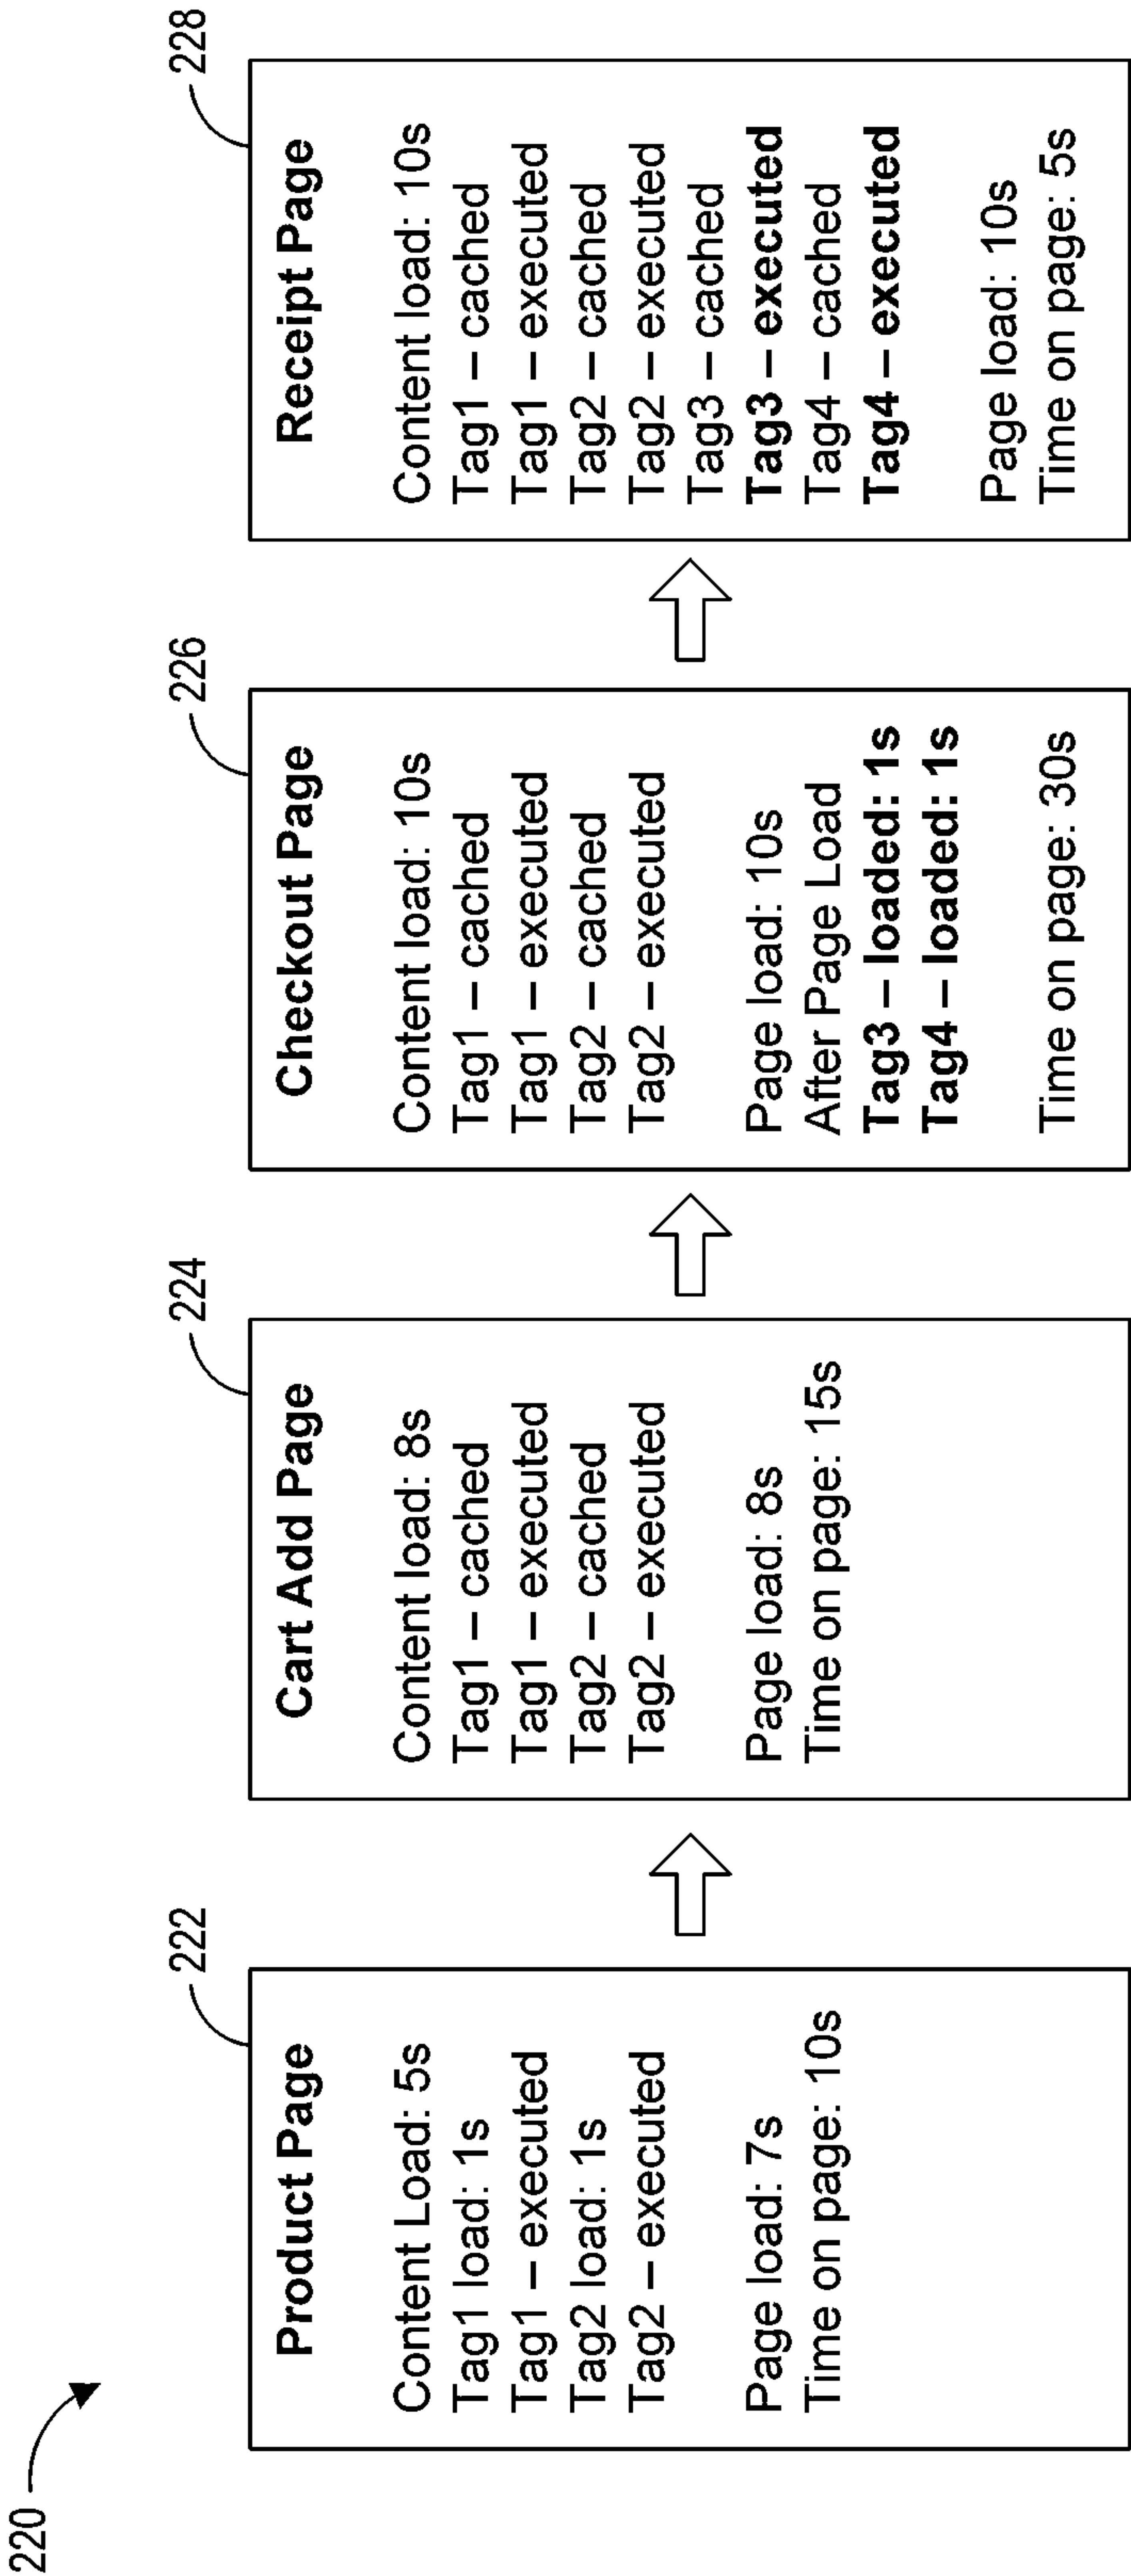 220
222
Product Page
Content Load: 5s
Tag1 load: 1s
Tag1 – executed
Tag2 load: 1s
Tag2 – executed
Page load: 7s
Time on page: 10s
224
Cart Add Page
Content load: 8s
Tag1 – cached
Tag1 – executed
Tag2 – cached
Tag2 – executed
Page load: 8s
Time on page: 15s
226
Checkout Page
Content load: 10s
Tag1 – cached
Tag1 – executed
Tag2 – cached
Tag2 – executed
Page load: 10s
After Page Load
Tag3 – loaded: 1s
Tag4 – loaded: 1s
Time on page: 30s
228
Receipt Page
Content load: 10s
Tag1 – cached
Tag1 – executed
Tag2 – cached
Tag2 – executed
Tag3 – cached
Tag3 – executed
Tag4 – cached
Tag4 – executed
Page load: 10s
Time on page: 5s